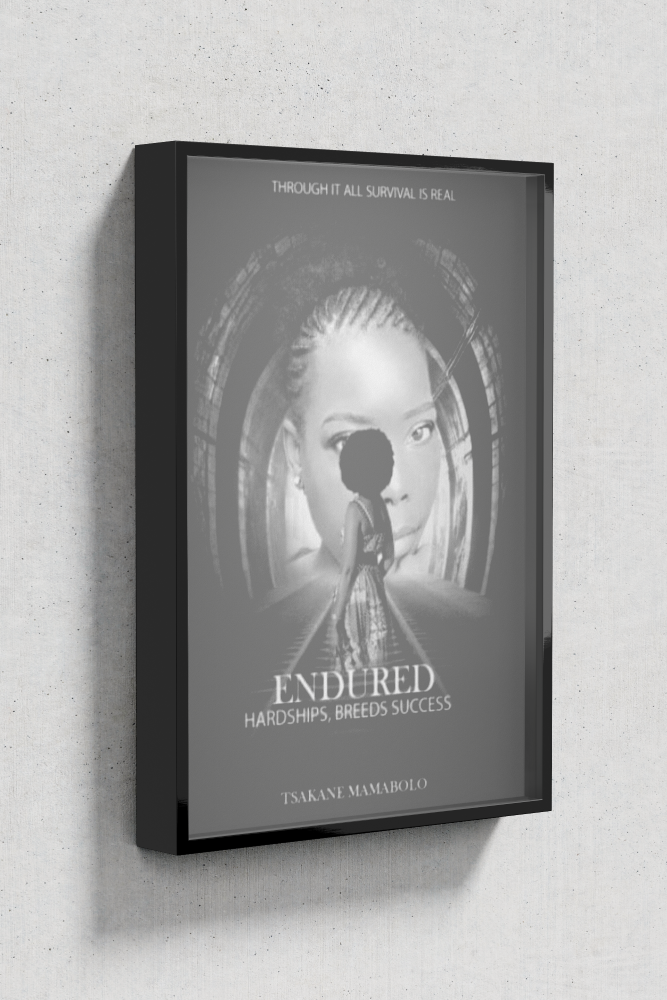 THROUGH IT ALL SURVIVAL IS REAL
ENDURED
HARDSHIPS, BREEDS SUCCESS
TSAKANE MAMABOLO